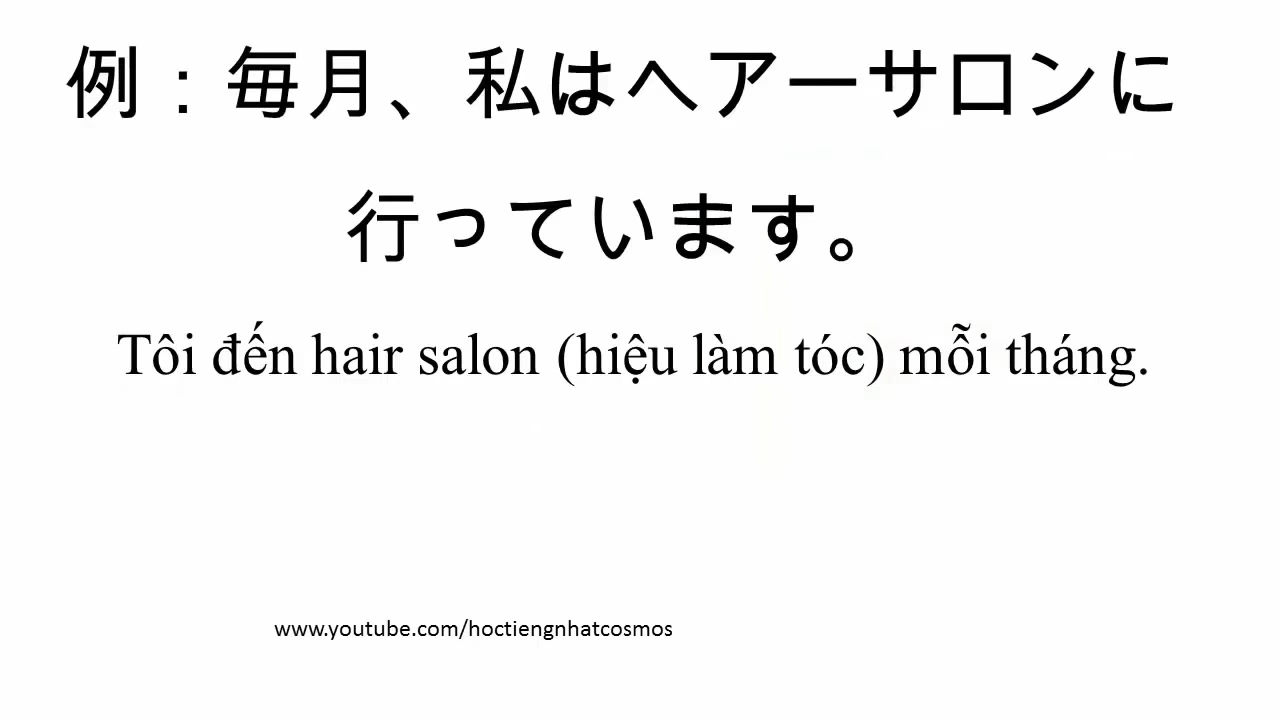 例：毎月、私はヘアーサロンに
行っています。
Tôi đến hair salon (hiệu làm tóc) mỗi tháng.
www.youtube.com/hoctiengnhatcosmos